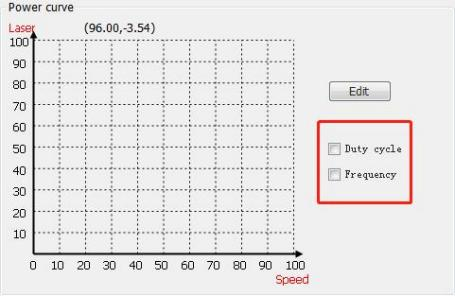 Power curve
Laser (96.00,-3.54)
100
90
80
70
60
50
40
30
20
10
0 10 20 30 40 50 60 70 80 90 100
Speed
Edit
Duty cycle
Frequency